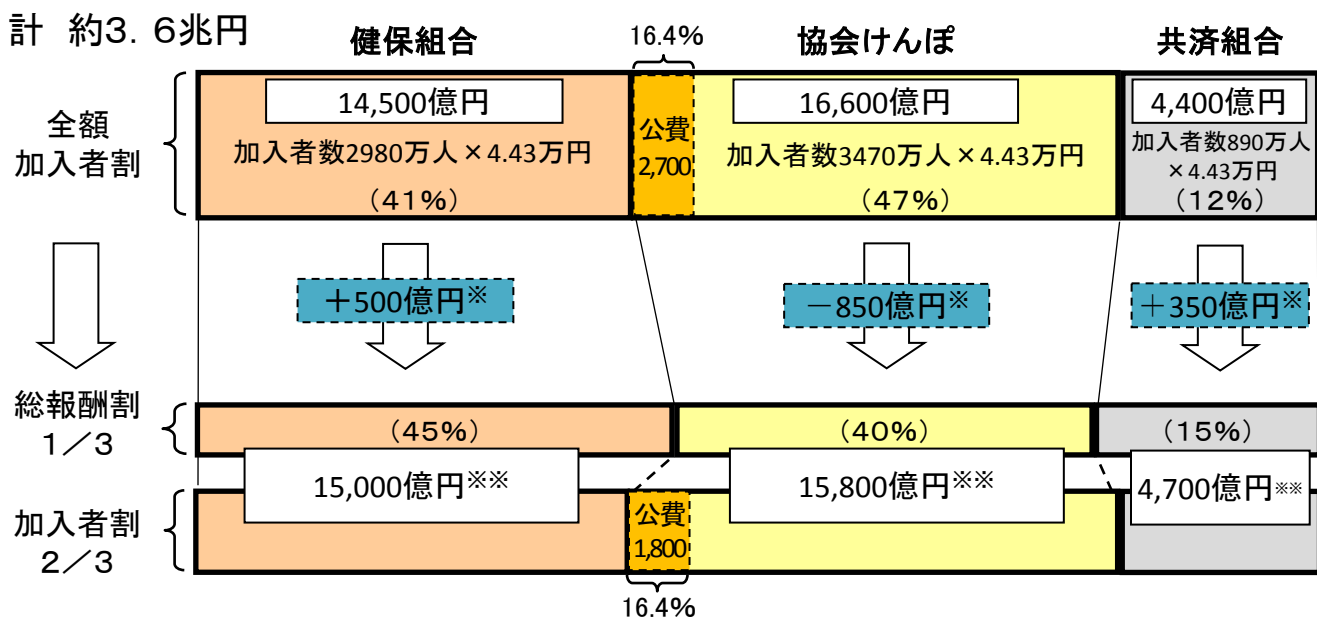 計 約3.6兆円
健保組合
16.4%
協会けんぽ
共済組合
全額
加入者割
14,500億円
加入者数2980万人×4.43万円
(41%)
公費
2,700
16,600億円
加入者数3470万人×4.43万円
(47%)
4,400億円
加入者数890万人
×4.43万円
(12%)
+500億円※
-850億円※
+350億円※
総報酬割
1/3
(45%)
(40%)
(15%)
15,000億円※※
15,800億円※※
4,700億円※※
加入者割
2/3
公費
1,800
16.4%